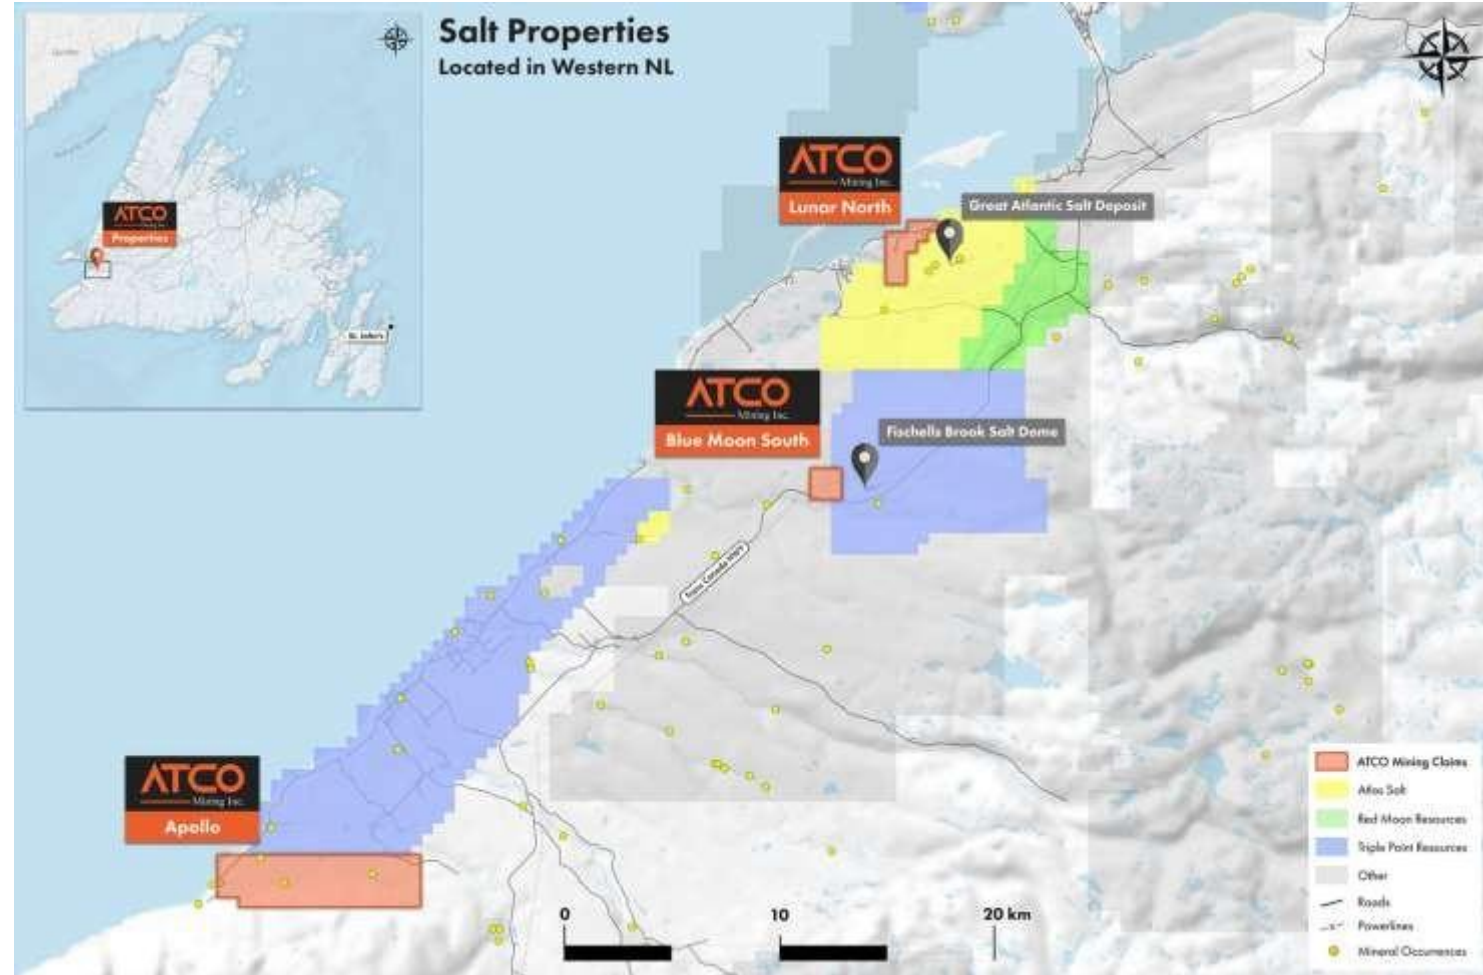 Salt Properties
Located in Western NL
ATCO
Mining Inc.
Properties
St. John's
ATCO
Mining Inc.
Lunar North
Great Atlantic Salt Deposit
ATCO
Mining Inc.
Blue Moon South
Fischells Brook Salt Dome
Trans Canada HWY
ATCO
Mining Inc.
Apollo
0
10
20 km
ATCO Mining Claims
Atlas Salt
Red Moon Resources
Triple Point Resources
Other
Roads
Powerlines
Mineral Occurrences